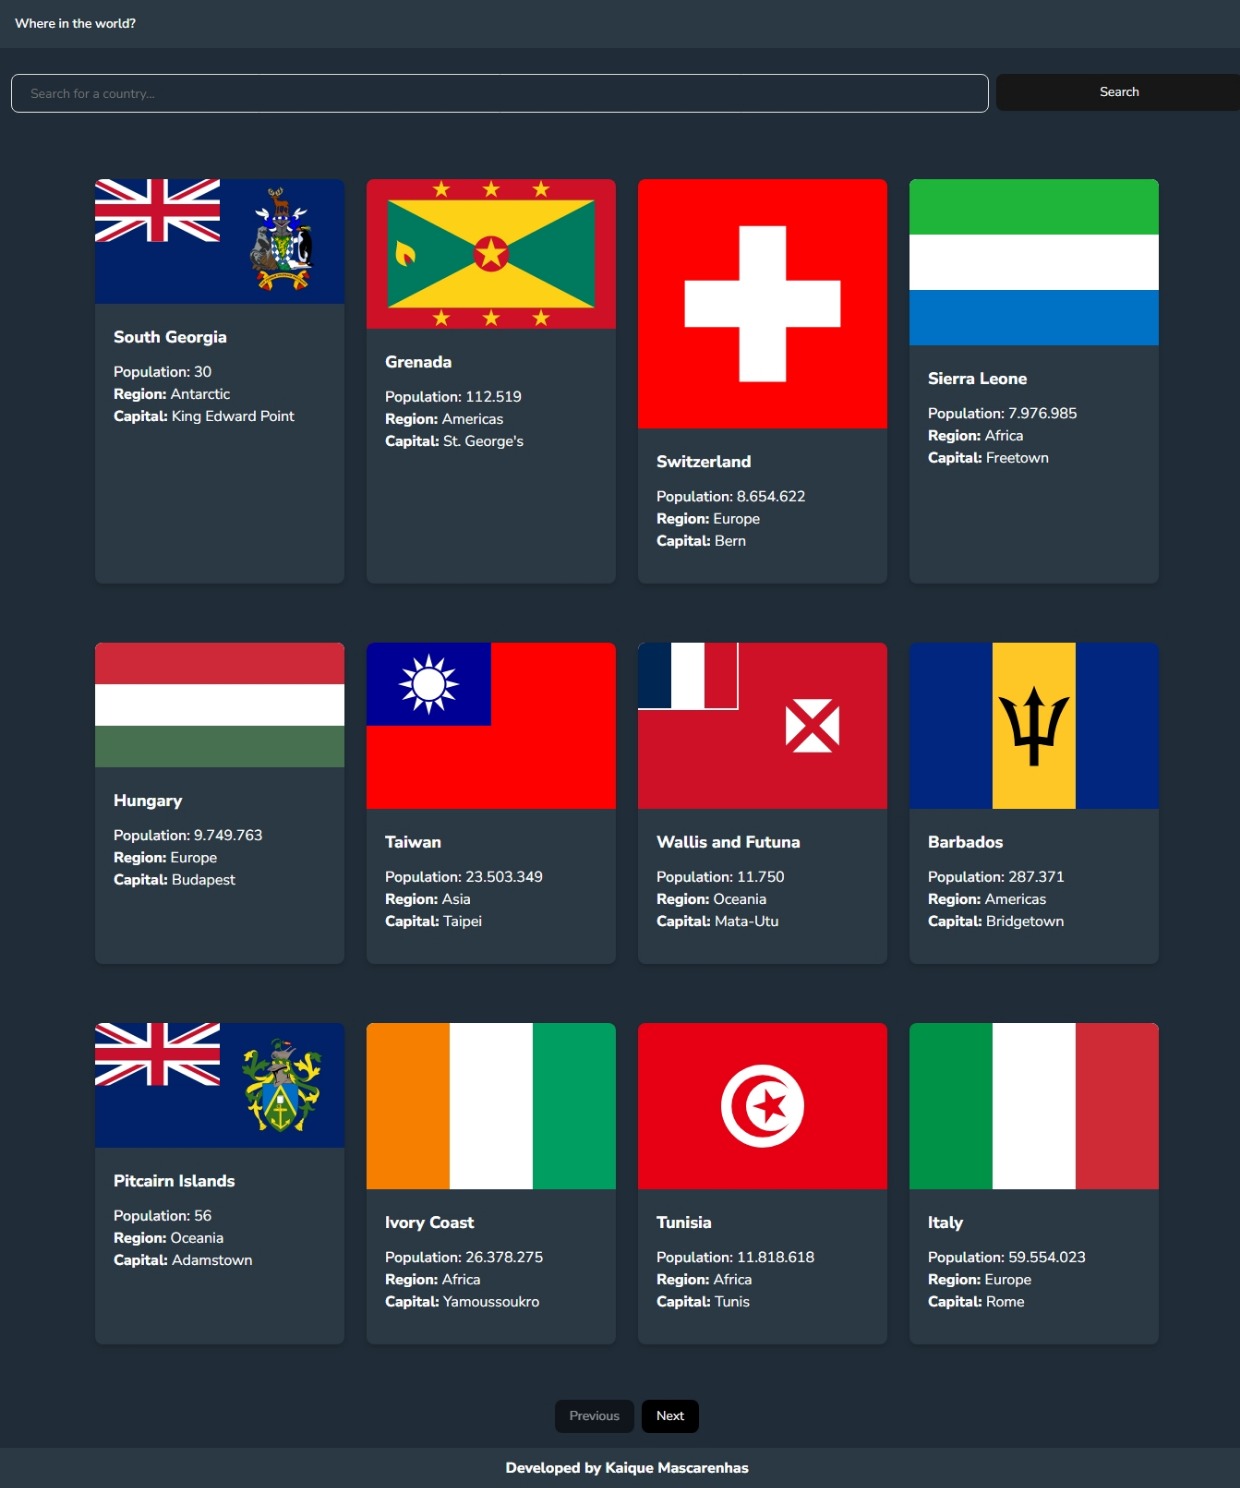 Where in the world?
Search for a country...
Search
South Georgia
Population: 30
Region: Antarctic
Capital: King Edward Point
Grenada
Population: 112.519
Region: Americas
Capital: St. George's
Switzerland
Population: 8.654.622
Region: Europe
Capital: Bern
Sierra Leone
Population: 7.976.985
Region: Africa
Capital: Freetown
Hungary
Population: 9.749.763
Region: Europe
Capital: Budapest
Taiwan
Population: 23.503.349
Region: Asia
Capital: Taipei
Wallis and Futuna
Population: 11.750
Region: Oceania
Capital: Mata-Utu
Barbados
Population: 287.371
Region: Americas
Capital: Bridgetown
Pitcairn Islands
Population: 56
Region: Oceania
Capital: Adamstown
Ivory Coast
Population: 26.378.275
Region: Africa
Capital: Yamoussoukro
Tunisia
Population: 11.818.618
Region: Africa
Capital: Tunis
Italy
Population: 59.554.023
Region: Europe
Capital: Rome
Previous
Next
Developed by Kaique Mascarenhas